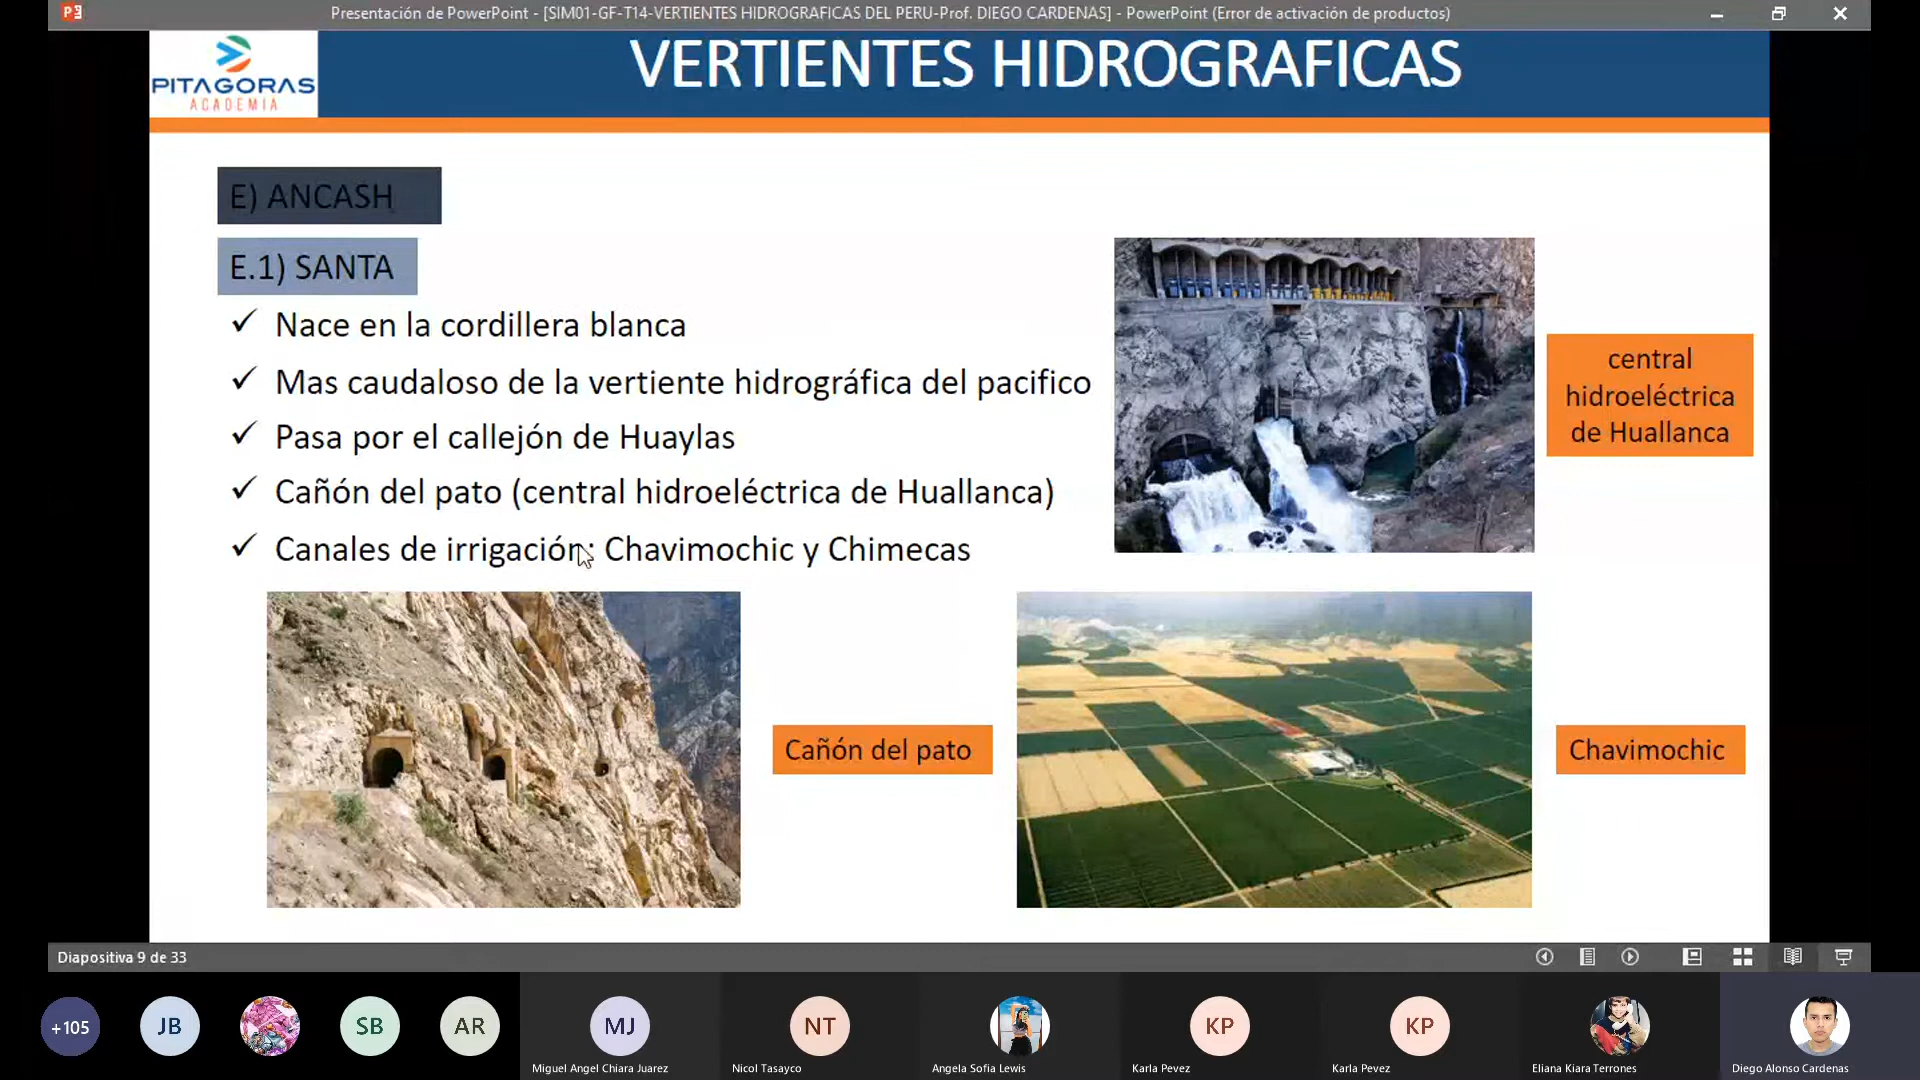 Presentación de PowerPoint - [SIM01-GF-T14-VERTIENTES HIDROGRAFICAS DEL PERU-Prof. DIEGO CARDENAS] - PowerPoint (Error de activación de productos)
PITAGORAS
ACADEMIA
VERTIENTES HIDROGRAFICAS
E) ANCASH
E.1) SANTA
✓ Nace en la cordillera blanca
✓ Mas caudaloso de la vertiente hidrográfica del pacifico
✓ Pasa por el callejón de Huaylas
✓ Cañón del pato (central hidroeléctrica de Huallanca)
✓ Canales de irrigación: Chavimochic y Chimecas
central
hidroeléctrica
de Huallanca
Cañón del pato
Chavimochic
Diapositiva 9 de 33
+105
JB
SB
AR
MJ
NT
KP
KP
Miguel Angel Chiara Juarez
Nicol Tasayco
Angela Sofia Lewis
Karla Pevez
Karla Pevez
Eliana Kiara Terrones
Diego Alonso Cardenas